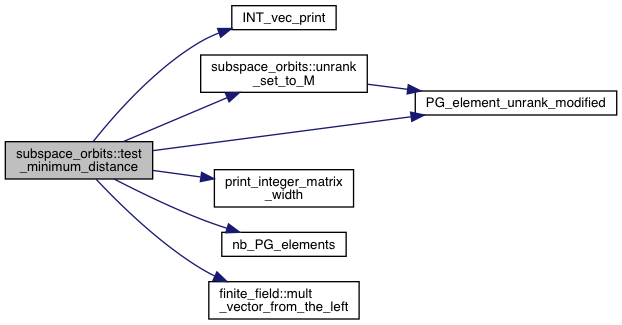 INT_vec_print
subspace_orbits::unrank
_set_to_M
PG_element_unrank_modified
subspace_orbits::test
_minimum_distance
print_integer_matrix
_width
nb_PG_elements
finite_field::mult
_vector_from_the_left